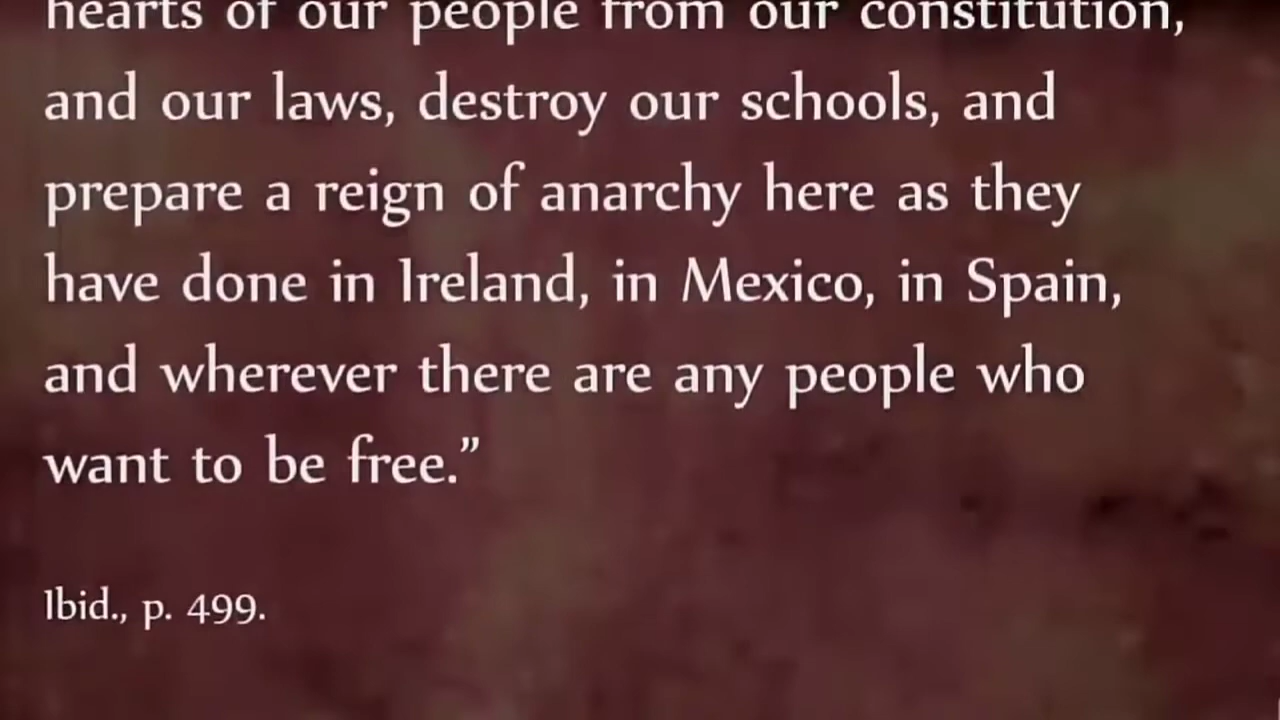 hearts of our people from our constitution,
and our laws, destroy our schools, and
prepare a reign of anarchy here as they
have done in Ireland, in Mexico, in Spain,
and wherever there are any people who
want to be free.”
Ibid., p. 499.